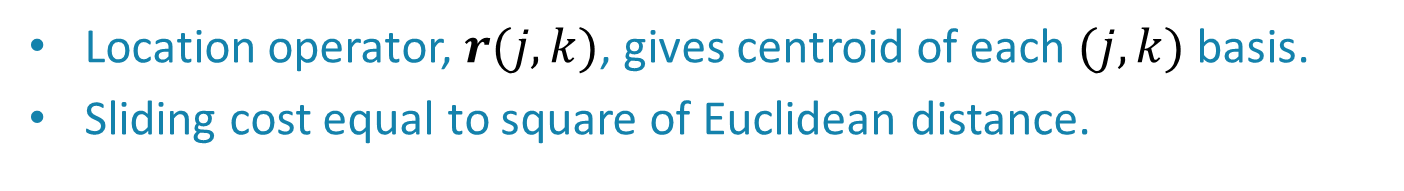 • Location operator, r(j, k), gives centroid of each (j, k) basis.
• Sliding cost equal to square of Euclidean distance.